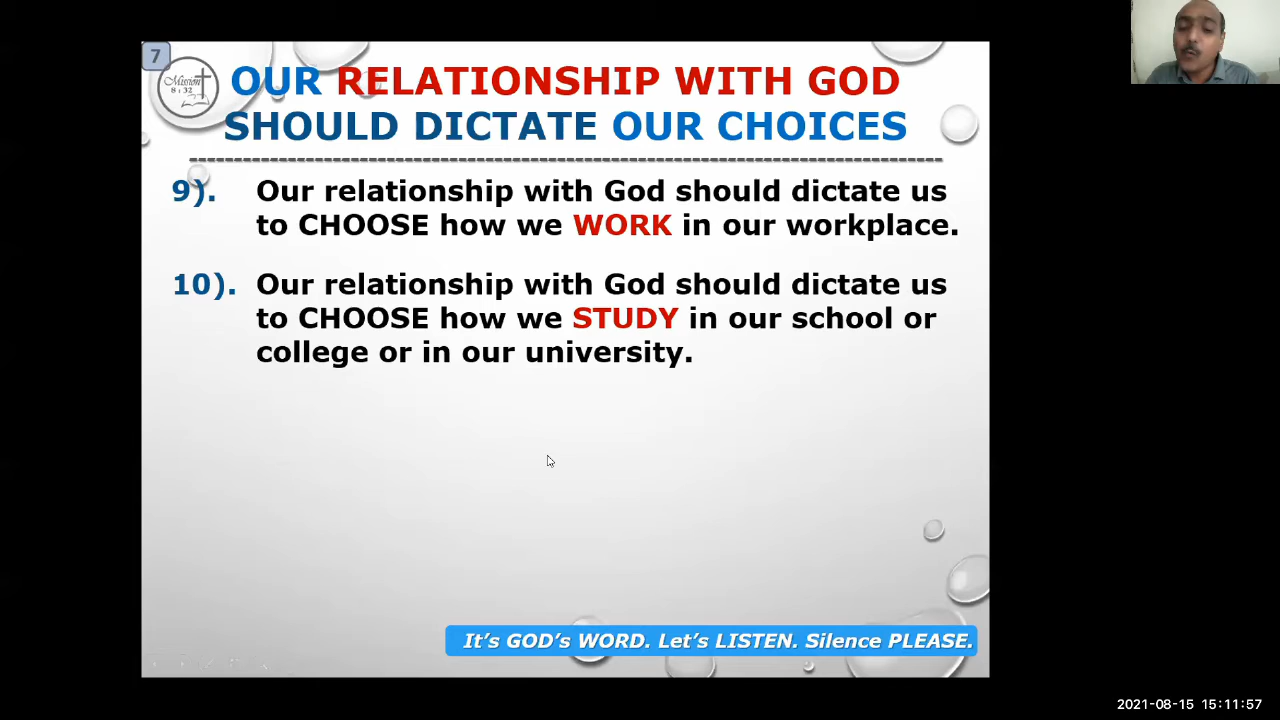 7
Mission
8:32
OUR RELATIONSHIP WITH GOD
SHOULD DICTATE OUR CHOICES
9). Our relationship with God should dictate us
to CHOOSE how we WORK in our workplace.
10). Our relationship with God should dictate us
to CHOOSE how we STUDY in our school or
college or in our university.
It's GOD's WORD. Let's LISTEN. Silence PLEASE.
2021-08-15 15:11:57